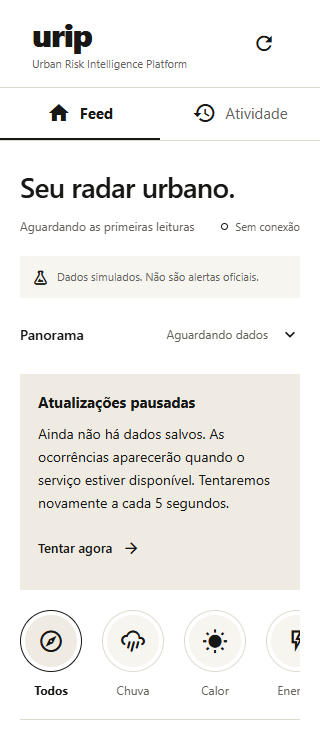 urip
Urban Risk Intelligence Platform
Feed
Atividade
Seu radar urbano.
Aguardando as primeiras leituras
Sem conexão
Dados simulados. Não são alertas oficiais.
Panorama
Aguardando dados
Atualizações pausadas
Ainda não há dados salvos. As
ocorrências aparecerão quando o
serviço estiver disponível. Tentaremos
novamente a cada 5 segundos.
Tentar agora
Todos
Chuva
Calor
Ener